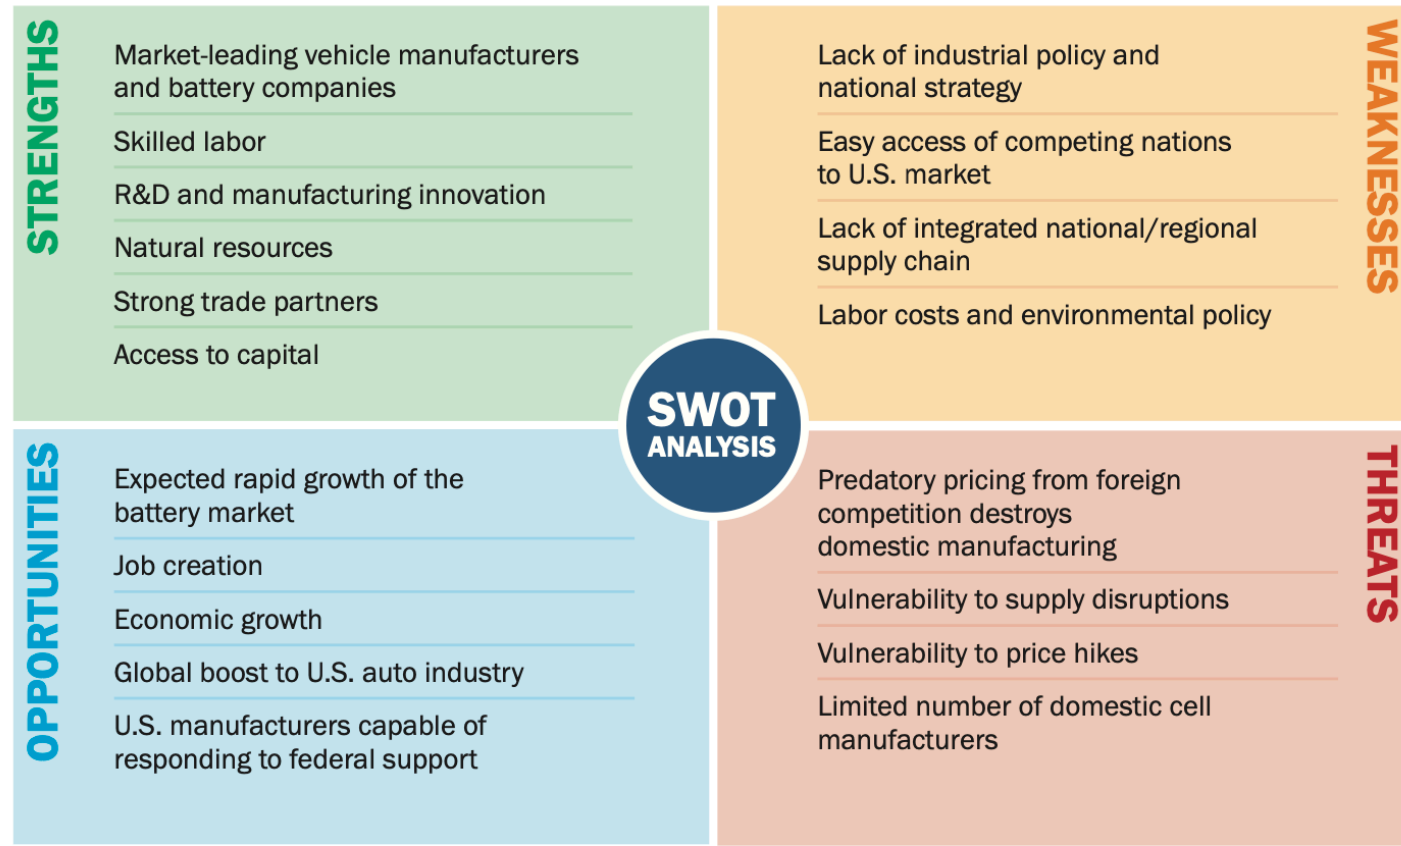 STRENGTHS
Market-leading vehicle manufacturers
and battery companies
Skilled labor
R&D and manufacturing innovation
Natural resources
Strong trade partners
Access to capital
WEAKNESSES
Lack of industrial policy and
national strategy
Easy access of competing nations
to U.S. market
Lack of integrated national/regional
supply chain
Labor costs and environmental policy
SWOT
ANALYSIS
OPPORTUNITIES
Expected rapid growth of the
battery market
Job creation
Economic growth
Global boost to U.S. auto industry
U.S. manufacturers capable of
responding to federal support
THREATS
Predatory pricing from foreign
competition destroys
domestic manufacturing
Vulnerability to supply disruptions
Vulnerability to price hikes
Limited number of domestic cell
manufacturers